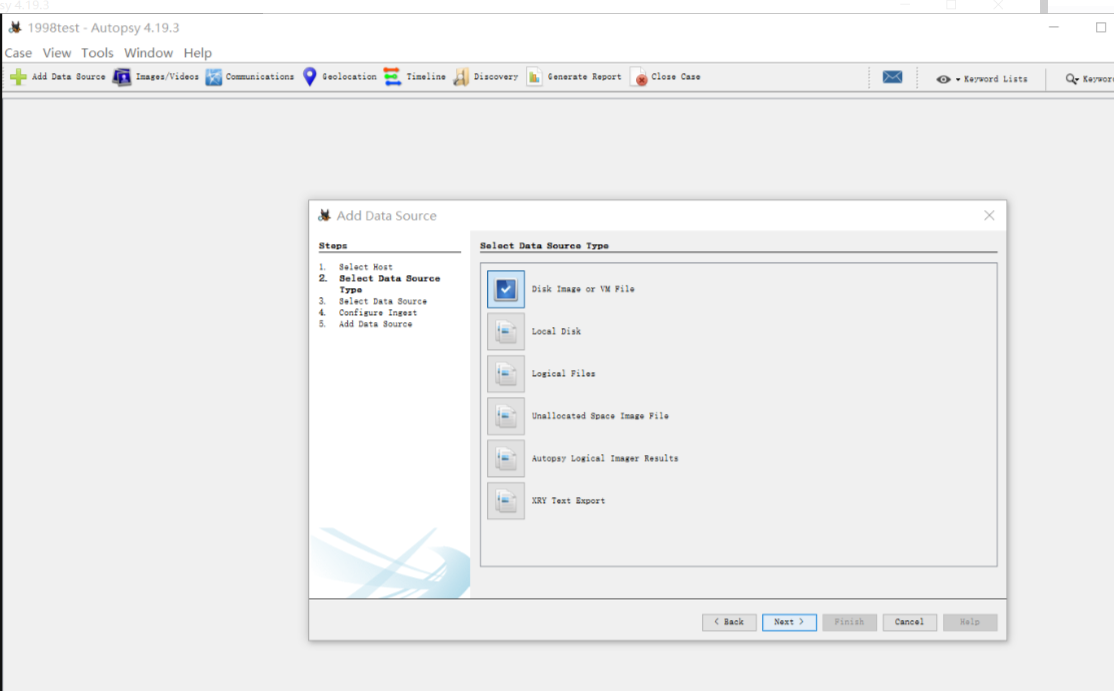 sy 4.19.3
1998test - Autopsy 4.19.3
Case View Tools Window Help
Add Data Source Images/Videos Communications Geolocation Timeline Discovery Generate Report Close Case Keyword Lists Keywor
Add Data Source
Steps
1. Select Host
2. Select Data Source
Type
3. Select Data Source
4. Configure Ingest
5. Add Data Source
Select Data Source Type
Disk Image or VM File
Local Disk
Logical Files
Unallocated Space Image File
Autopsy Logical Imager Results
XRY Text Export
< Back Next > Finish Cancel Help